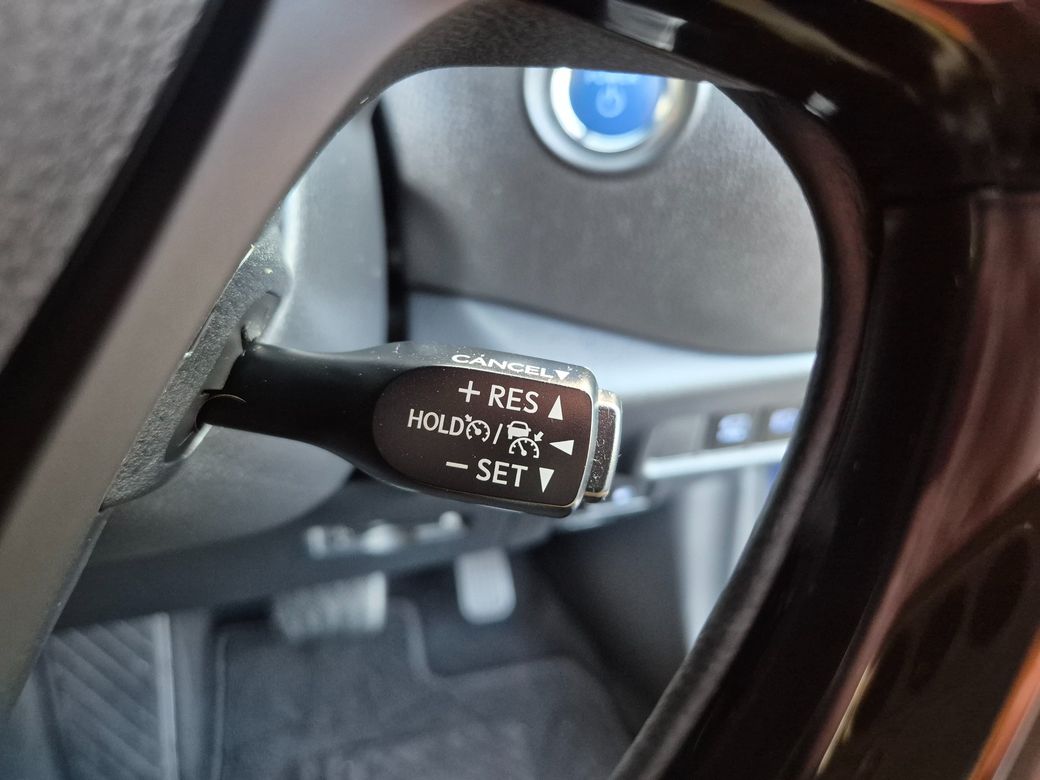 CANCEL▼
+ RES ▲
HOLD / ◀
− SET ▼